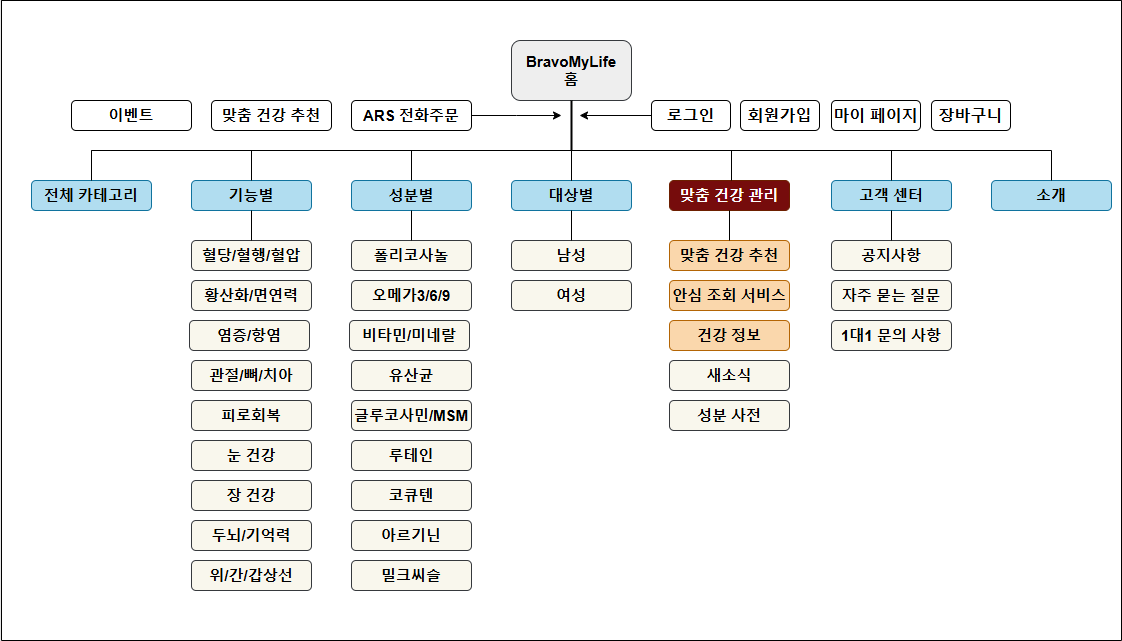 BravoMyLife
홈
이벤트
맞춤 건강 추천
ARS 전화주문
로그인
회원가입
마이 페이지
장바구니
전체 카테고리
기능별
성분별
대상별
맞춤 건강 관리
고객 센터
소개
혈당/혈행/혈압
폴리코사놀
남성
맞춤 건강 추천
공지사항
황산화/면연력
오메가3/6/9
여성
안심 조회 서비스
자주 묻는 질문
염증/항염
비타민/미네랄
건강 정보
1대1 문의 사항
관절/뼈/치아
유산균
새소식
피로회복
글루코사민/MSM
성분 사전
눈 건강
루테인
장 건강
코큐텐
두뇌/기억력
아르기닌
위/간/갑상선
밀크씨슬